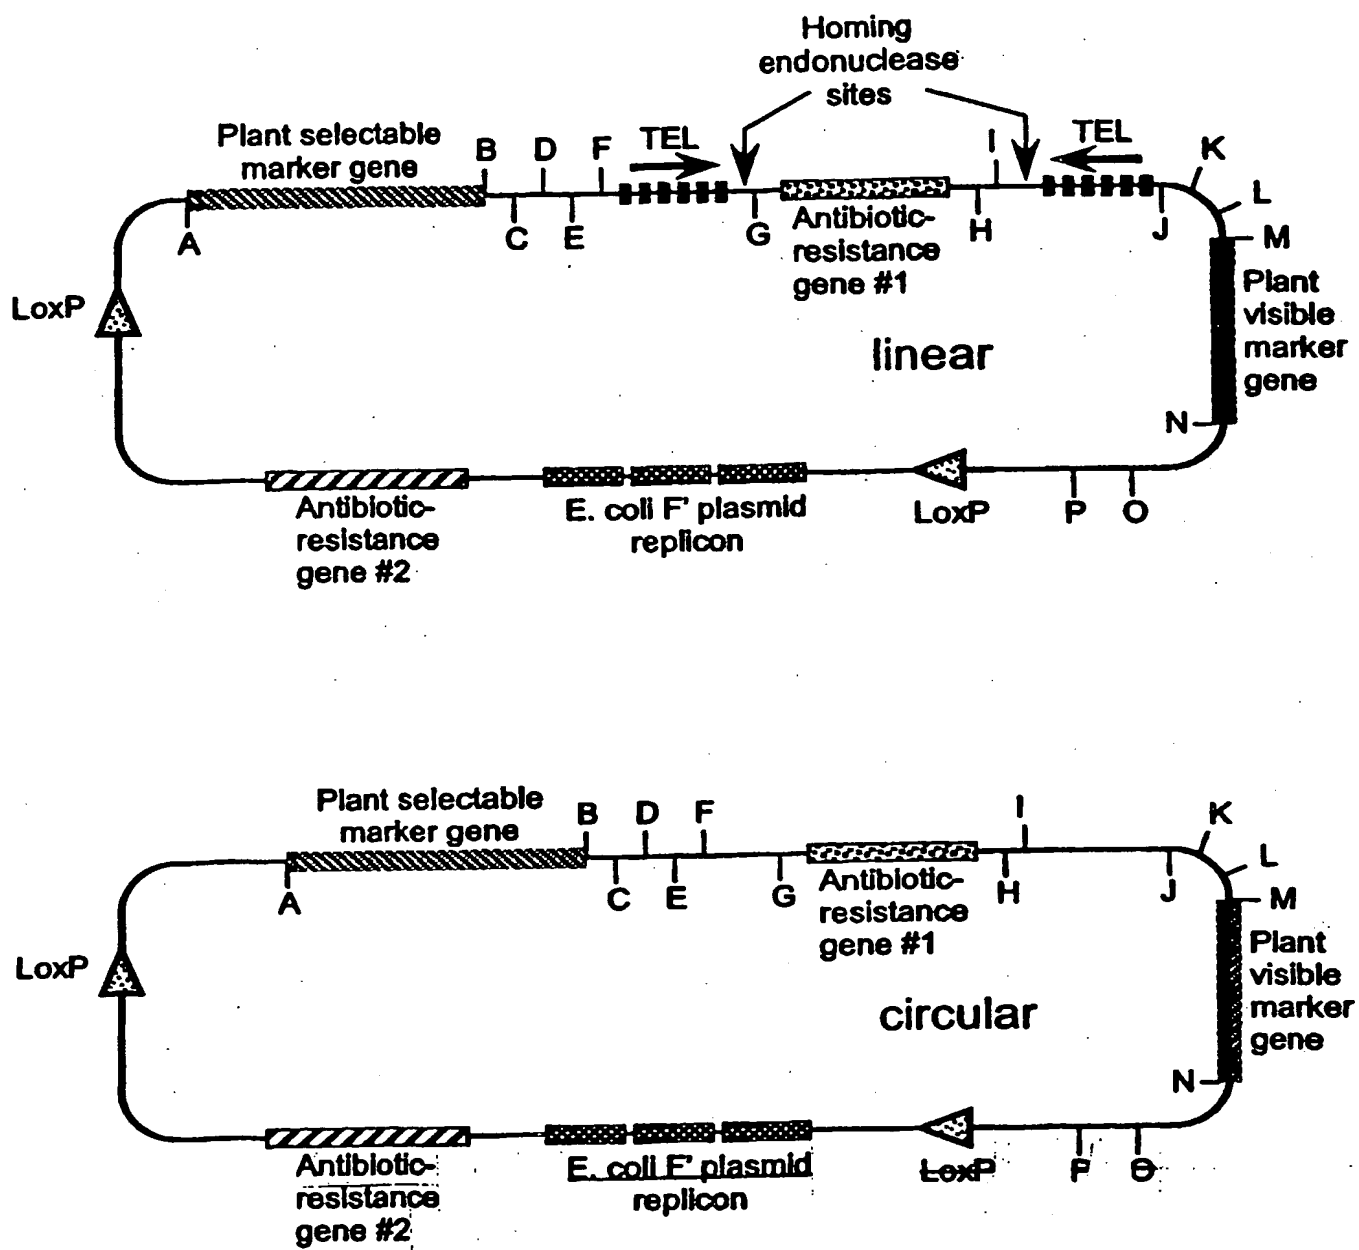 Homing
endonuclease
sites
Plant selectable
marker gene
B
D
F
TEL
I
TEL
K
L
A
C
E
G
Antibiotic-
resistance
gene #1
H
J
M
Plant
visible
marker
gene
LoxP
linear
N
Antibiotic-
resistance
gene #2
E. coli F' plasmid
replicon
LoxP
P
O
Plant selectable
marker gene
B
D
F
I
K
L
A
C
E
G
Antibiotic-
resistance
gene #1
H
J
M
Plant
visible
marker
gene
LoxP
circular
N
Antibiotic-
resistance
gene #2
E. coli F' plasmid
replicon
LoxP
P
O